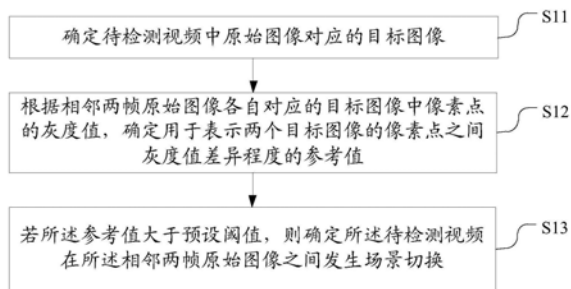 确定待检测视频中原始图像对应的目标图像
S11
根据相邻两帧原始图像各自对应的目标图像中像素点
的灰度值，确定用于表示两个目标图像的像素点之间
灰度值差异程度的参考值
S12
若所述参考值大于预设阈值，则确定所述待检测视频
在所述相邻两帧原始图像之间发生场景切换
S13